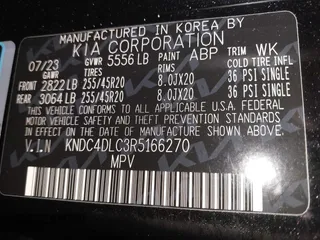 MANUFACTURED IN KOREA BY
KIA CORPORATION
07/23 GVWR 5556 LB PAINT ABP TRIM WK
GAWR TIRES RIMS COLD TIRE INFL
FRONT 2822 LB 255/45R20 8.0JX20 36 PSI SINGLE
REAR 3064 LB 255/45R20 8.0JX20 36 PSI SINGLE
THIS VEHICLE CONFORMS TO ALL APPLICABLE U.S.A. FEDERAL MOTOR
VEHICLE SAFETY AND THEFT PREVENTION STANDARDS IN
EFFECT ON THE DATE OF MANUFACTURE SHOWN ABOVE.
V.I.N KNDC4DLC3R5166270
MPV